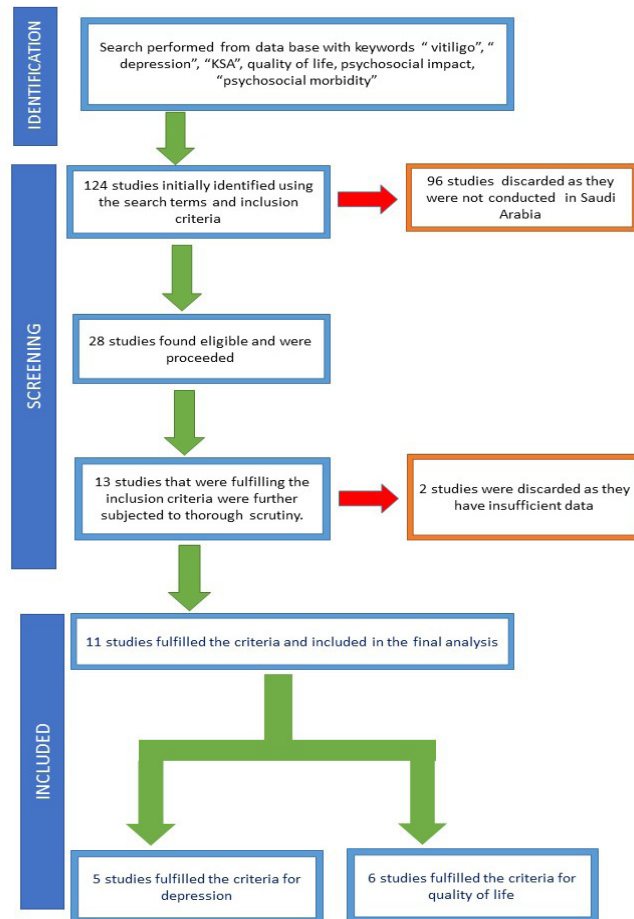 IDENTIFICATION
Search performed from data base with keywords “ vitiligo”, “
depression”, “KSA”, quality of life, psychosocial impact,
“psychosocial morbidity”
SCREENING
124 studies initially identified using
the search terms and inclusion
criteria
96 studies discarded as they
were not conducted in Saudi
Arabia
28 studies found eligible and were
proceeded
13 studies that were fulfilling the
inclusion criteria were further
subjected to thorough scrutiny.
2 studies were discarded as they
have insufficient data
INCLUDED
11 studies fulfilled the criteria and included in the final analysis
5 studies fulfilled the criteria for
depression
6 studies fulfilled the criteria for
quality of life